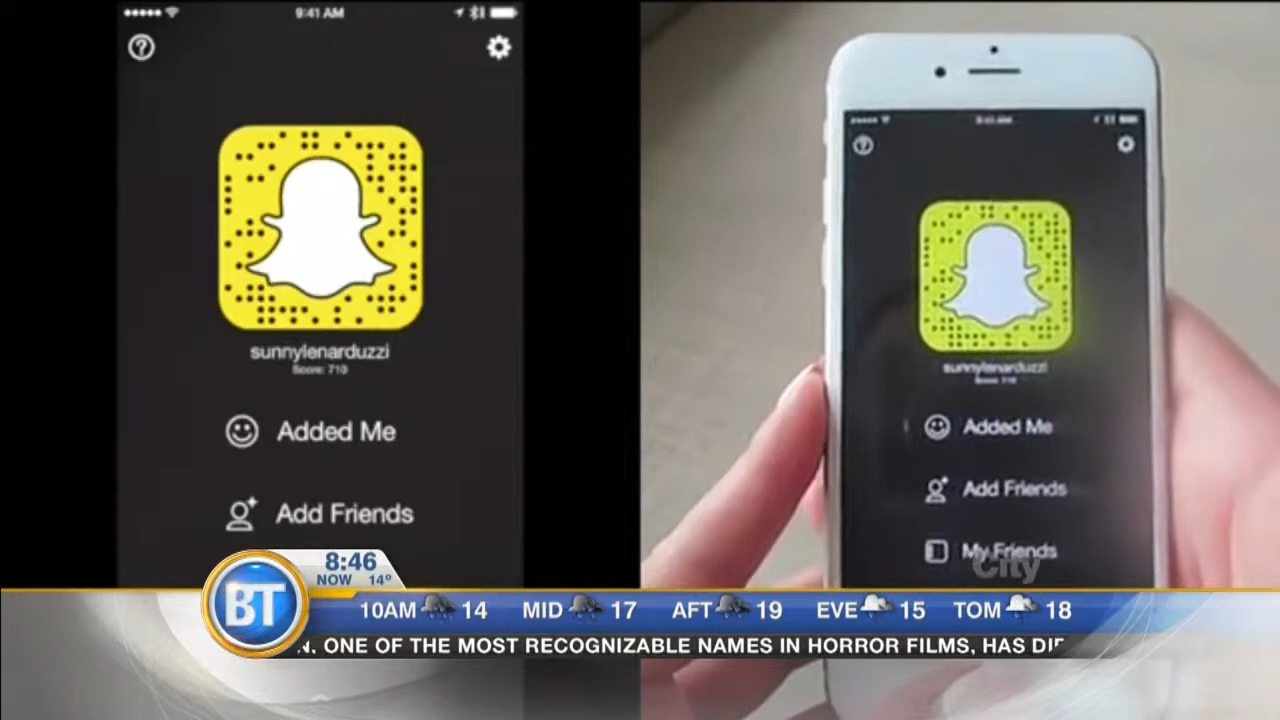 9:41 AM
sunnylenarduzzi
Score: 710
Added Me
Add Friends
sunnylenarduzzi
Added Me
Add Friends
My Friends
City
8:46
NOW 14°
BT
10AM 14 MID 17 AFT 19 EVE 15 TOM 18
ONE OF THE MOST RECOGNIZABLE NAMES IN HORROR FILMS, HAS